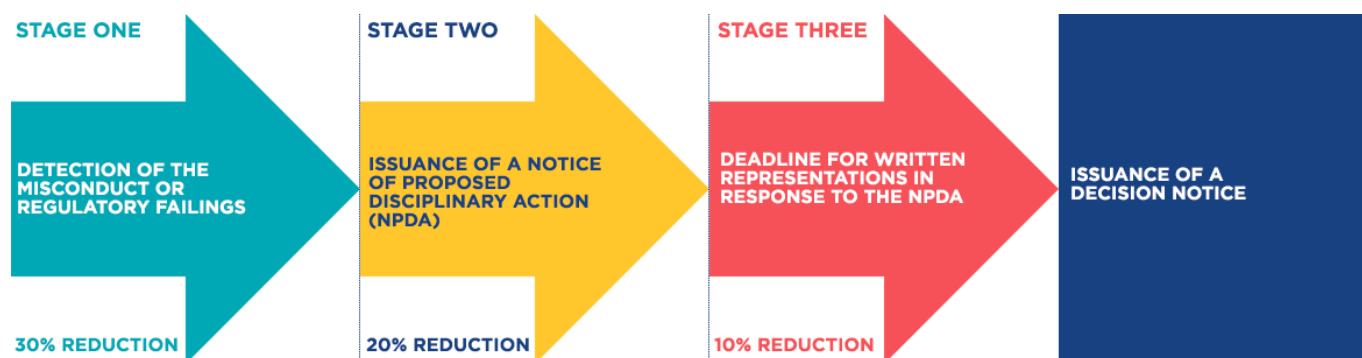 STAGE ONE
DETECTION OF THE
MISCONDUCT OR
REGULATORY FAILINGS
30% REDUCTION
STAGE TWO
ISSUANCE OF A NOTICE
OF PROPOSED
DISCIPLINARY ACTION
(NPDA)
20% REDUCTION
STAGE THREE
DEADLINE FOR WRITTEN
REPRESENTATIONS IN
RESPONSE TO THE NPDA
10% REDUCTION
ISSUANCE OF A
DECISION NOTICE